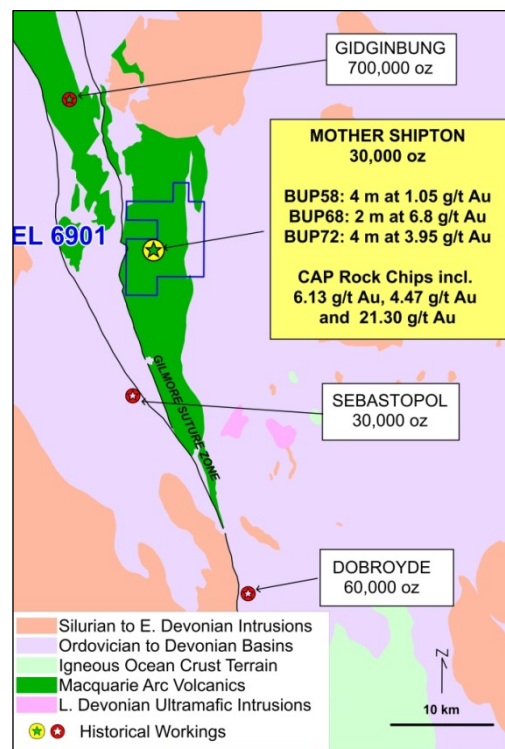 GIDGINBUNG
700,000 oz
MOTHER SHIPTON
30,000 oz
BUP58: 4 m at 1.05 g/t Au
BUP68: 2 m at 6.8 g/t Au
BUP72: 4 m at 3.95 g/t Au
CAP Rock Chips incl.
6.13 g/t Au, 4.47 g/t Au
and 21.30 g/t Au
EL 6901
GILMORE SUTURE ZONE
SEBASTOPOL
30,000 oz
DOBROYDE
60,000 oz
Silurian to E. Devonian Intrusions
Ordovician to Devonian Basins
Igneous Ocean Crust Terrain
Macquarie Arc Volcanics
L. Devonian Ultramafic Intrusions
Historical Workings
N
10 km